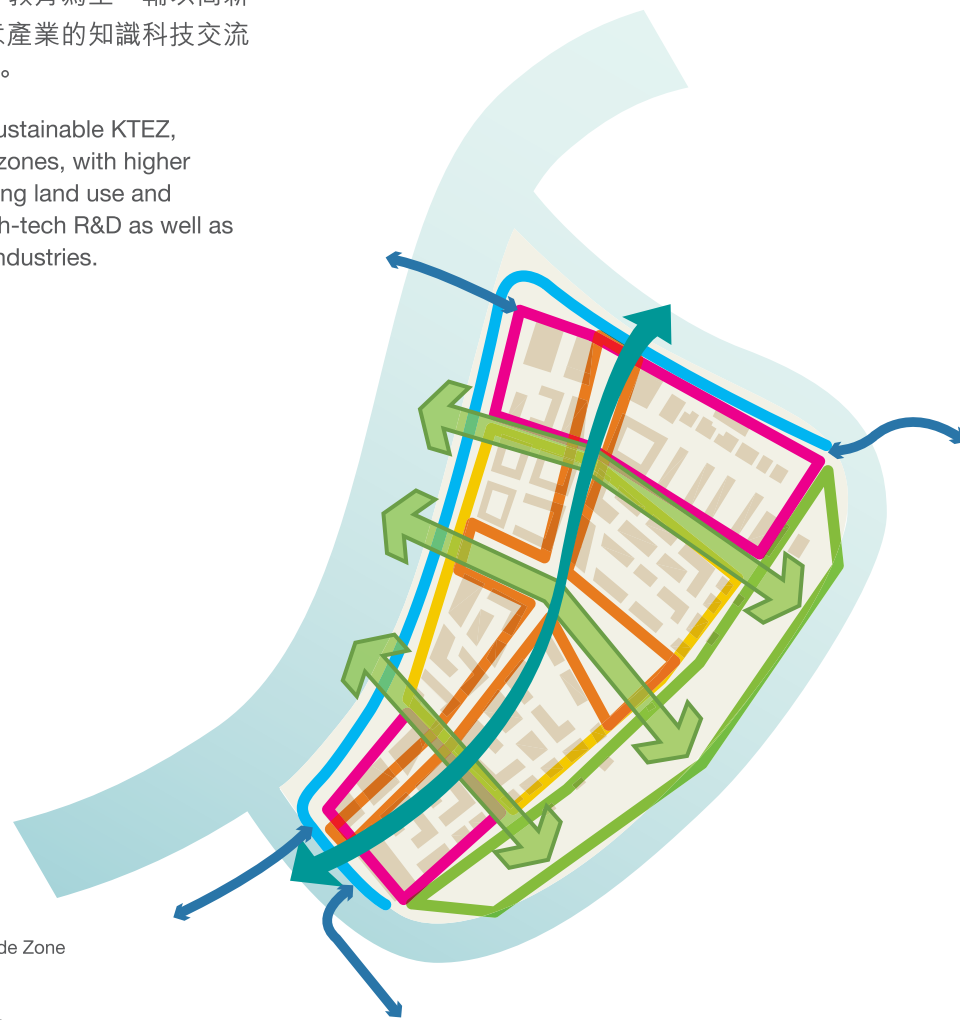 產業的知識科技交流
。
ustainable KTEZ,
zones, with higher
ng land use and
h-tech R&D as well as
ndustries.
de Zone